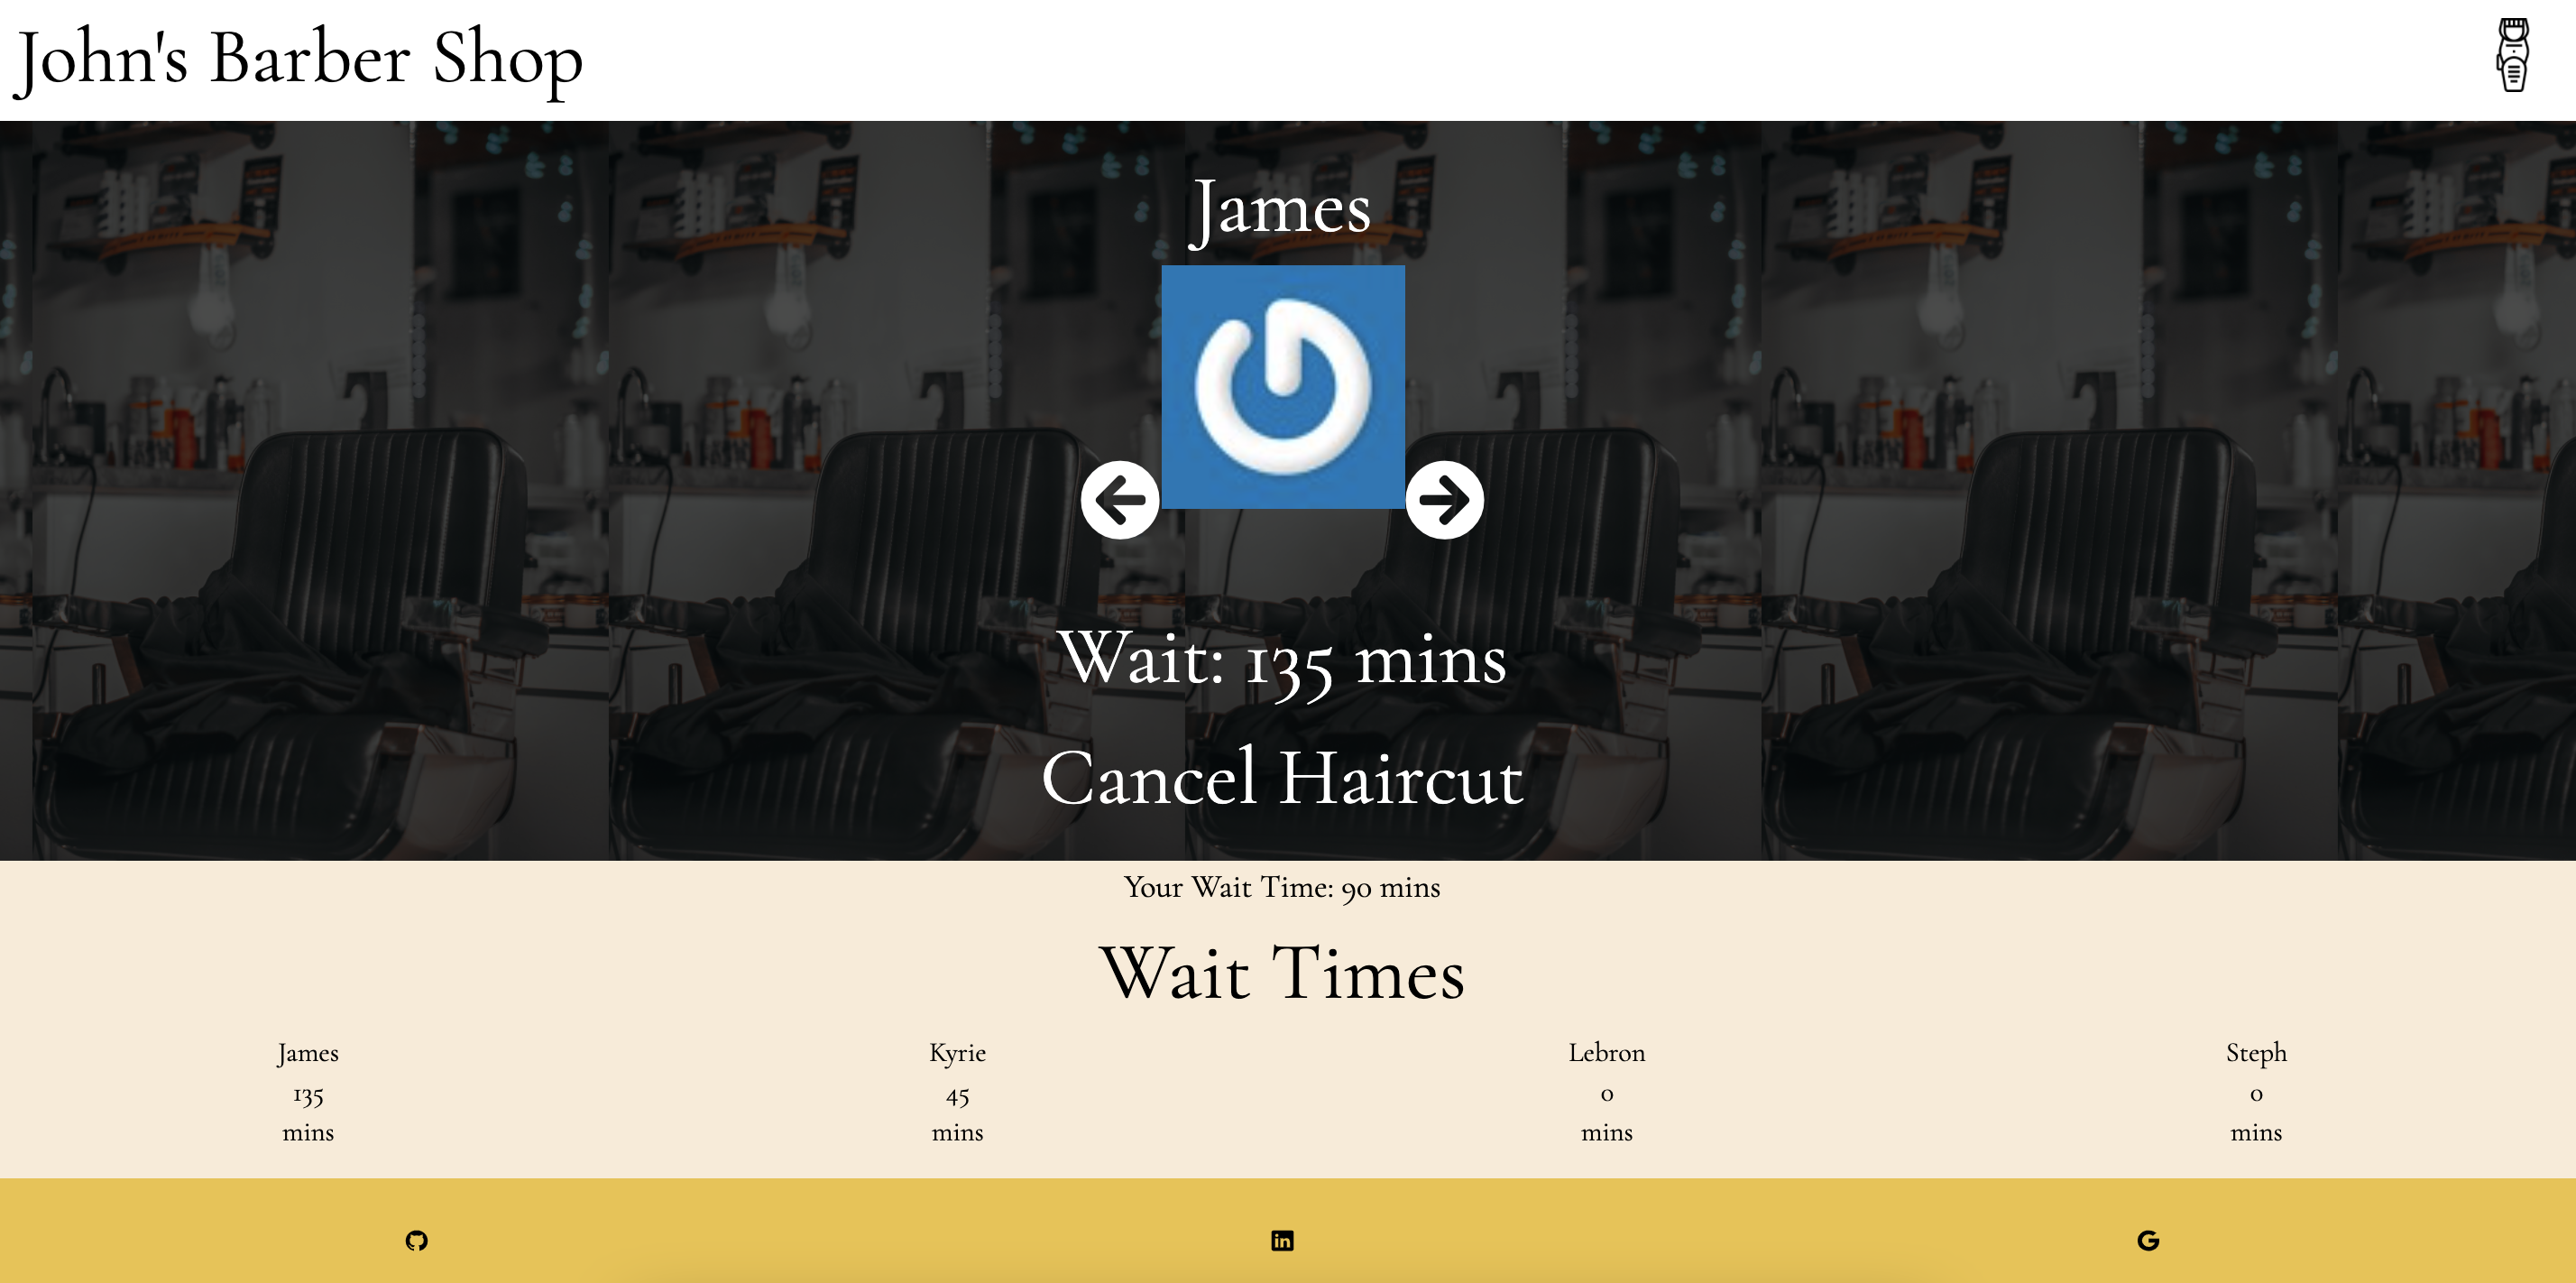 John's Barber Shop
James
Wait: 135 mins
Cancel Haircut
Your Wait Time: 90 mins
Wait Times
James
135
mins
Kyrie
45
mins
Lebron
0
mins
Steph
0
mins